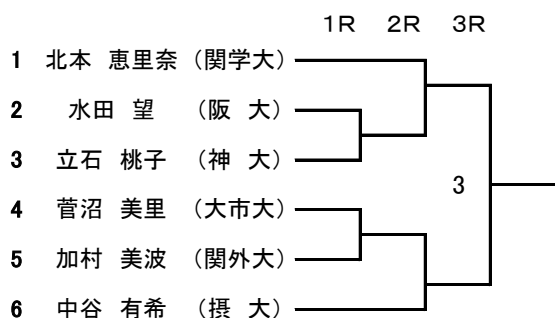 1R 2R 3R
1 北本 恵里奈 (関学大)
2 水田 望 (阪 大)
3 立石 桃子 (神 大)
3
4 菅沼 美里 (大市大)
5 加村 美波 (関外大)
6 中谷 有希 (摂 大)